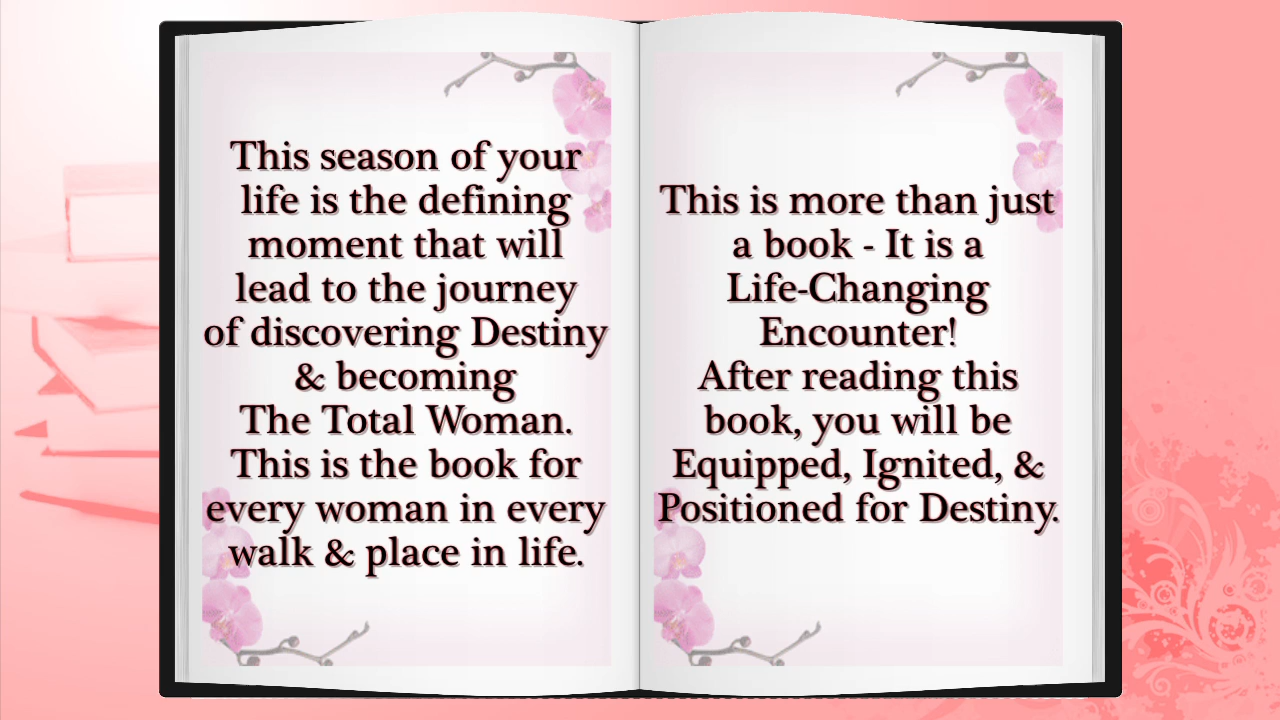 This season of your
life is the defining
moment that will
lead to the journey
of discovering Destiny
& becoming
The Total Woman.
This is the book for
every woman in every
walk & place in life.
This is more than just
a book - It is a
Life-Changing
Encounter!
After reading this
book, you will be
Equipped, Ignited, &
Positioned for Destiny.